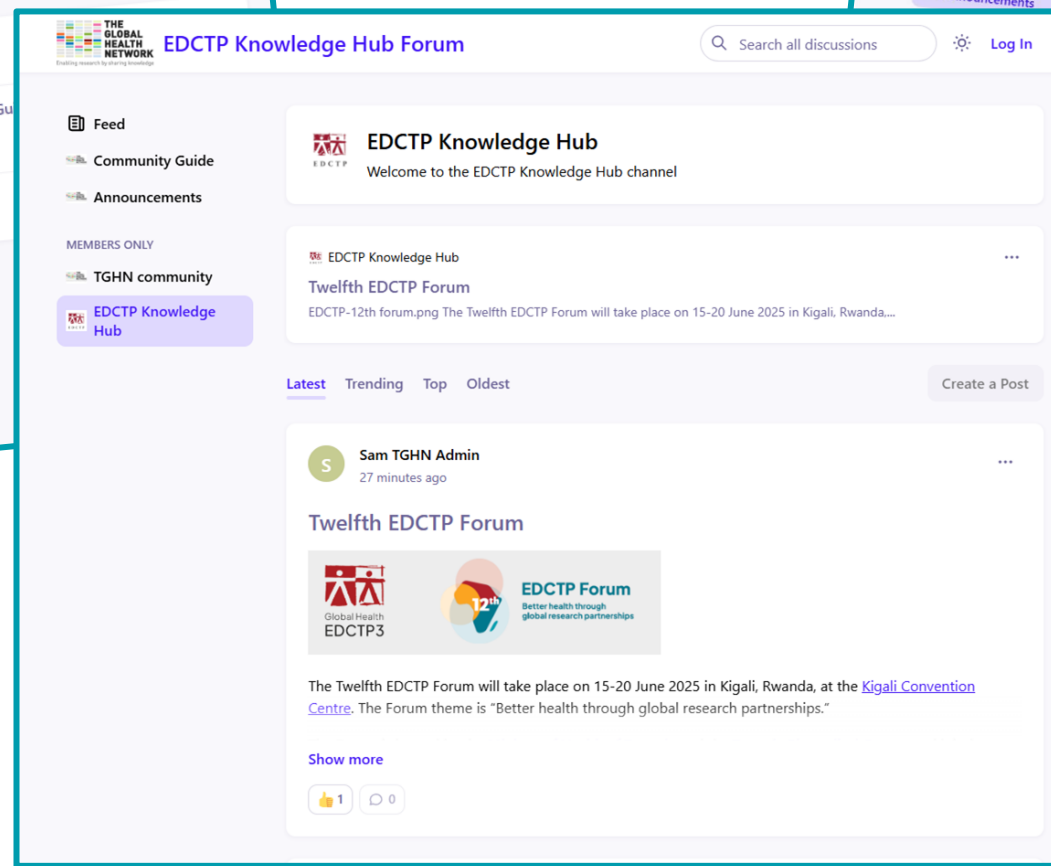 THE
GLOBAL
HEALTH
NETWORK
Enabling research by sharing knowledge
EDCTP Knowledge Hub Forum
Search all discussions
Log In
Feed
Community Guide
Announcements
MEMBERS ONLY
TGHN community
EDCTP Knowledge
Hub
EDCTP
EDCTP Knowledge Hub
Welcome to the EDCTP Knowledge Hub channel
EDCTP Knowledge Hub
Twelfth EDCTP Forum
EDCTP-12th forum.png The Twelfth EDCTP Forum will take place on 15-20 June 2025 in Kigali, Rwanda,...
Latest Trending Top Oldest
Create a Post
S
Sam TGHN Admin
27 minutes ago
Twelfth EDCTP Forum
Global Health
EDCTP3
12th
EDCTP Forum
Better health through
global research partnerships
The Twelfth EDCTP Forum will take place on 15-20 June 2025 in Kigali, Rwanda, at the Kigali Convention
Centre. The Forum theme is “Better health through global research partnerships.”
Show more
👍 1
0